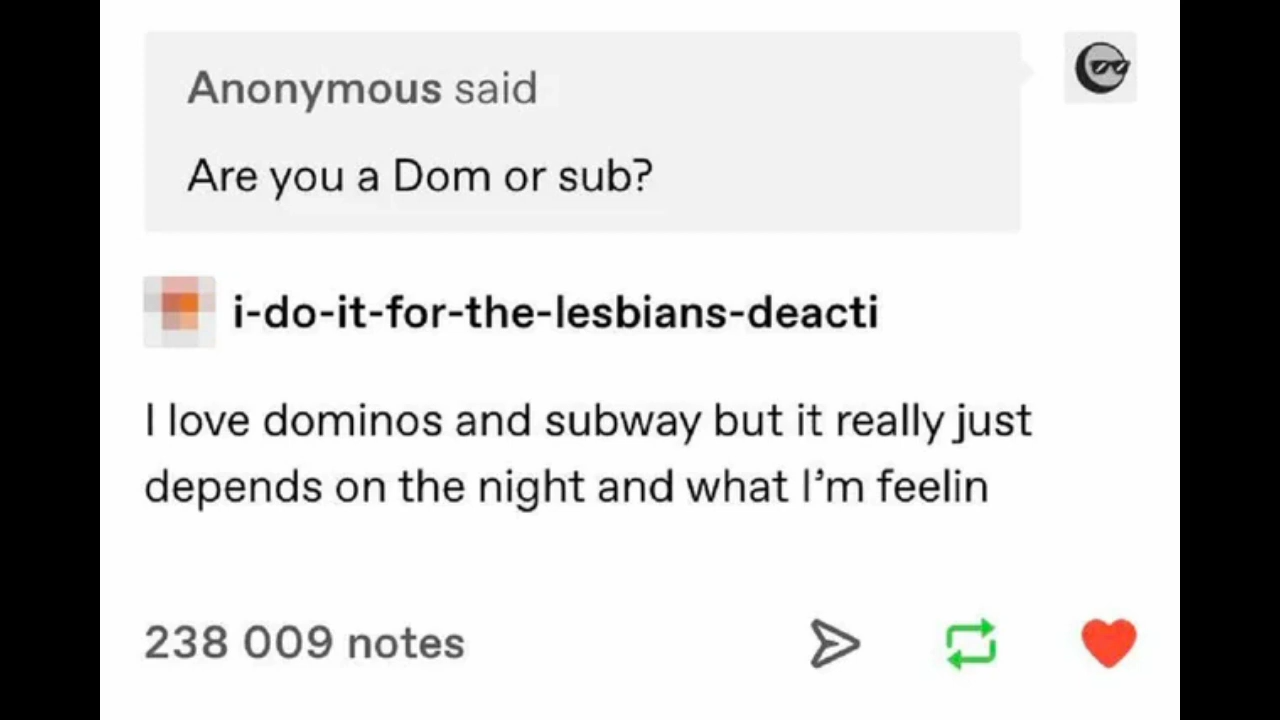 Anonymous said
Are you a Dom or sub?
i-do-it-for-the-lesbians-deacti
I love dominos and subway but it really just
depends on the night and what I’m feelin
238 009 notes